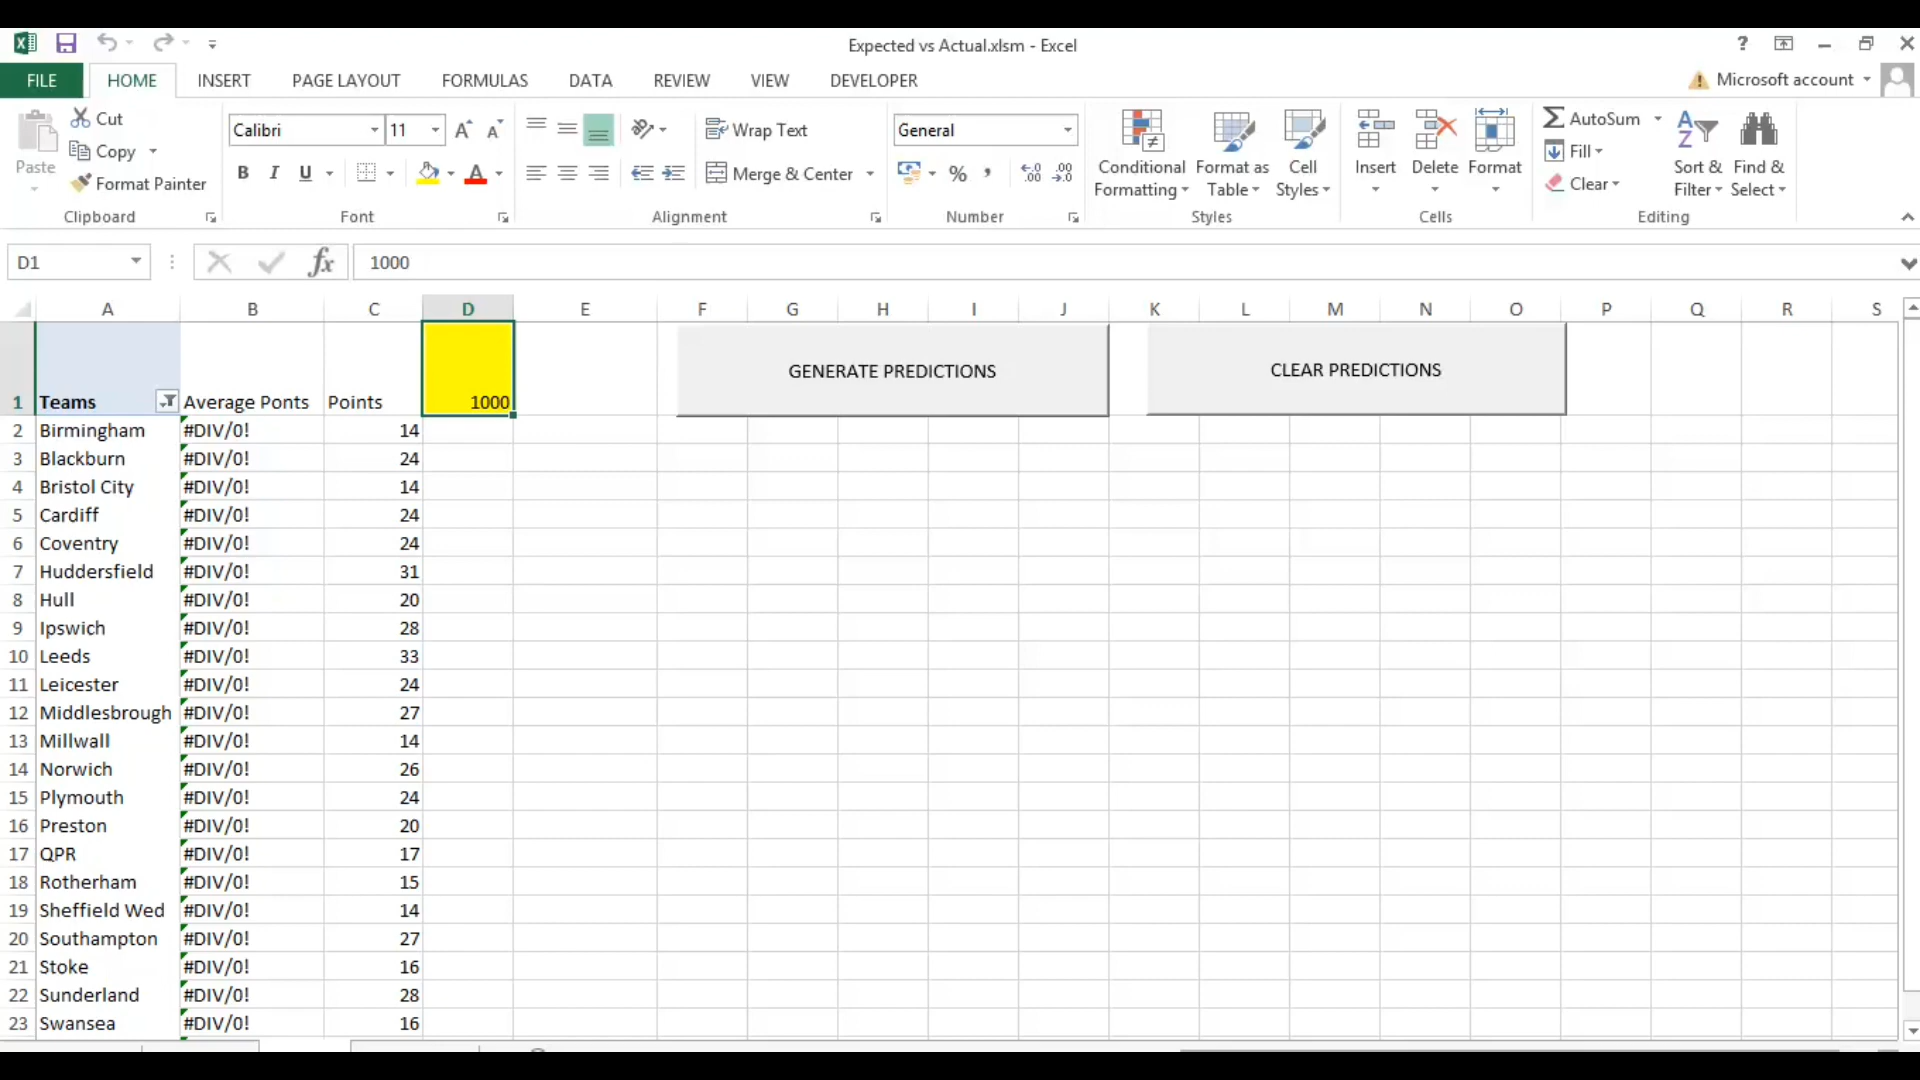 Expected vs Actual.xlsm - Excel
?
FILE HOME INSERT PAGE LAYOUT FORMULAS DATA REVIEW VIEW DEVELOPER Microsoft account
Paste Cut Copy Format Painter
Clipboard
Calibri 11
B I U
Font
Wrap Text
Merge & Center
Alignment
General
%
Number
Conditional Formatting
Format as Table
Cell Styles
Styles
Insert Delete Format
Cells
AutoSum
Fill
Clear
Sort & Filter
Find & Select
Editing
D1 fx 1000
A B C D E F G H I J K L M N O P Q R S
1 Teams Average Ponts Points 1000 GENERATE PREDICTIONS CLEAR PREDICTIONS
2 Birmingham #DIV/0! 14
3 Blackburn #DIV/0! 24
4 Bristol City #DIV/0! 14
5 Cardiff #DIV/0! 24
6 Coventry #DIV/0! 24
7 Huddersfield #DIV/0! 31
8 Hull #DIV/0! 20
9 Ipswich #DIV/0! 28
10 Leeds #DIV/0! 33
11 Leicester #DIV/0! 24
12 Middlesbrough #DIV/0! 27
13 Millwall #DIV/0! 14
14 Norwich #DIV/0! 26
15 Plymouth #DIV/0! 24
16 Preston #DIV/0! 20
17 QPR #DIV/0! 17
18 Rotherham #DIV/0! 15
19 Sheffield Wed #DIV/0! 14
20 Southampton #DIV/0! 27
21 Stoke #DIV/0! 16
22 Sunderland #DIV/0! 28
23 Swansea #DIV/0! 16